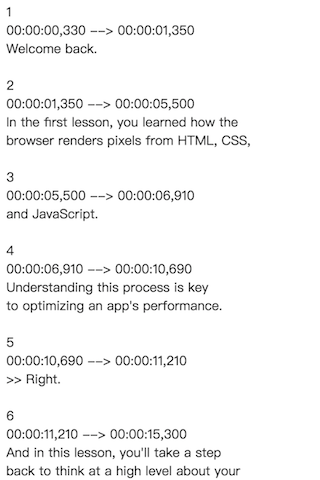 1
00:00:00,330 --> 00:00:01,350
Welcome back.
2
00:00:01,350 --> 00:00:05,500
In the first lesson, you learned how the
browser renders pixels from HTML, CSS,
3
00:00:05,500 --> 00:00:06,910
and JavaScript.
4
00:00:06,910 --> 00:00:10,690
Understanding this process is key
to optimizing an app's performance.
5
00:00:10,690 --> 00:00:11,210
>> Right.
6
00:00:11,210 --> 00:00:15,300
And in this lesson, you'll take a step
back to think at a high level about your